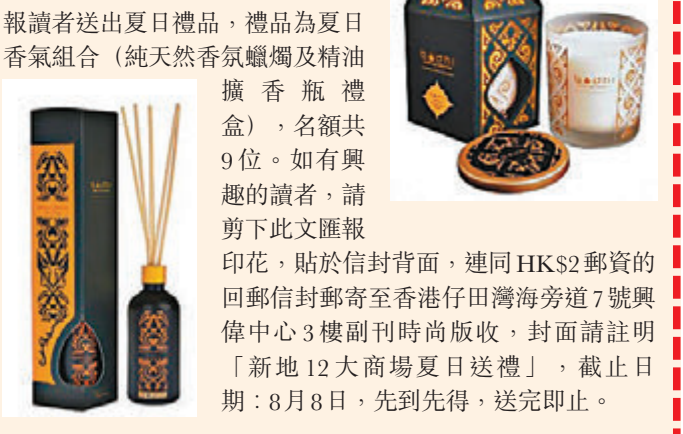 報讀者送出夏日禮品，禮品為夏日
香氣組合（純天然香氛蠟燭及精油
擴香瓶禮
盒），名額共
9位。如有興
趣的讀者，請
剪下此文匯報
印花，貼於信封背面，連同HK$2郵資的
回郵信封郵寄至香港仔田灣海旁道7號興
偉中心3樓副刊時尚版收，封面請註明
「新地12大商場夏日送禮」，截止日
期：8月8日，先到先得，送完即止。